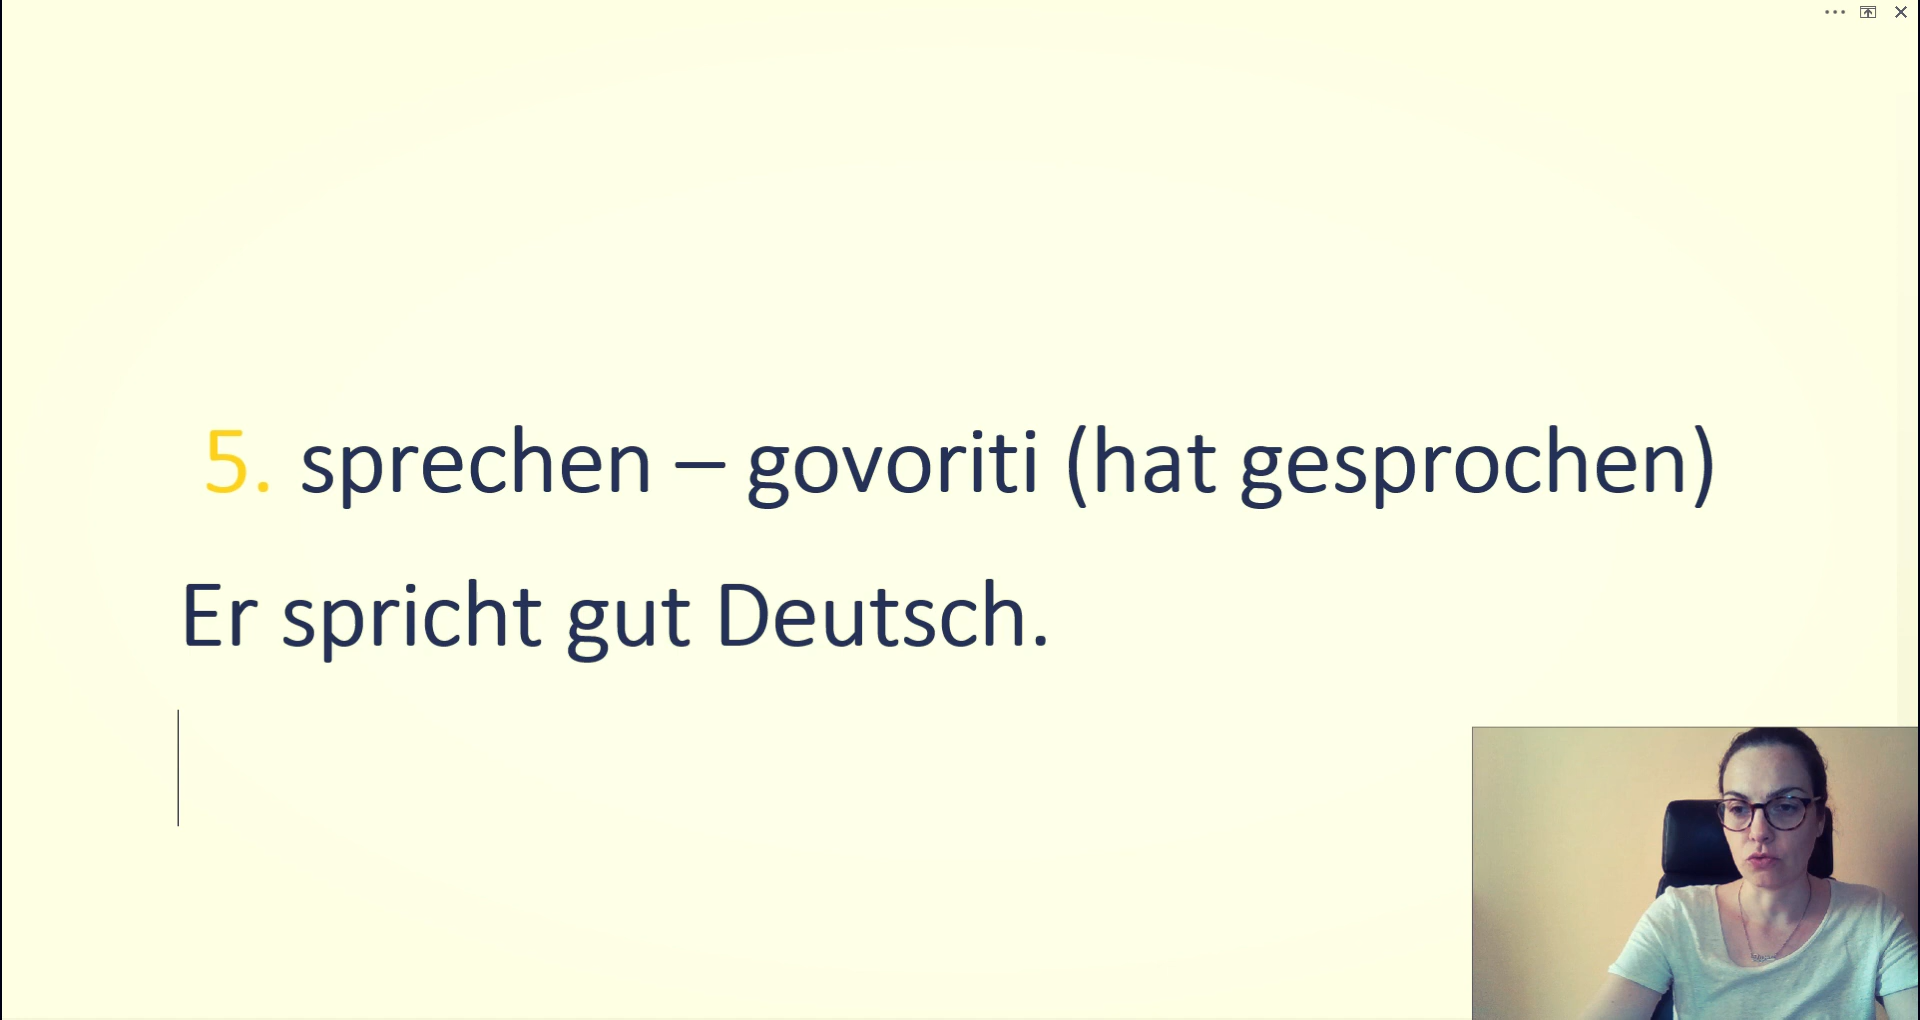 5. sprechen – govoriti (hat gesprochen)
Er spricht gut Deutsch.